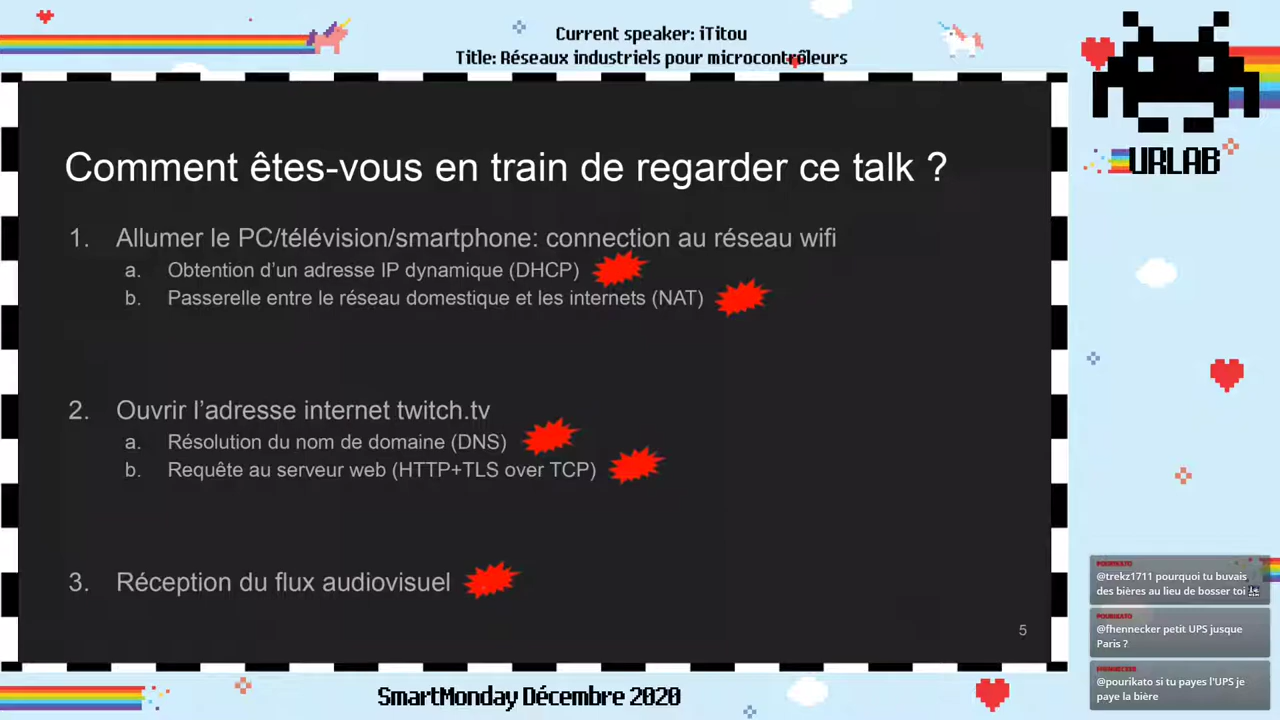 Current speaker: iTitou
Title: Réseaux industriels pour microcontrôleurs
URLAB
Comment êtes-vous en train de regarder ce talk ?
1. Allumer le PC/télévision/smartphone: connection au réseau wifi
a. Obtention d'un adresse IP dynamique (DHCP)
b. Passerelle entre le réseau domestique et les internets (NAT)
2. Ouvrir l'adresse internet twitch.tv
a. Résolution du nom de domaine (DNS)
b. Requête au serveur web (HTTP+TLS over TCP)
3. Réception du flux audiovisuel
5
POURIKATO
@trekz1711 pourquoi tu buvais
des bières au lieu de bosser toi
POURIKATO
@fhennecker petit UPS jusque
Paris ?
FHENNECKER
@pourikato si tu payes l'UPS je
paye la bière
SmartMonday Décembre 2020